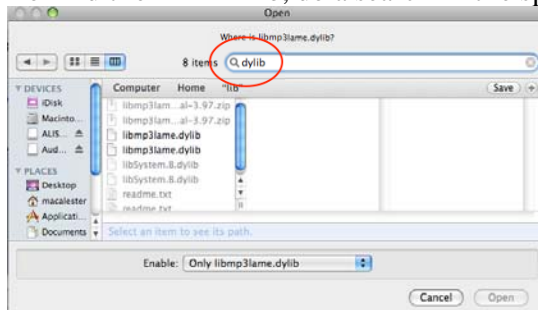 Open
Where is libmp3lame.dylib?
8 items dylib
DEVICES Computer Home "lib" Save +
iDisk libmp3lam...al-3.97.zip
Macinto... libmp3lam...al-3.97.zip
ALIS... libmp3lame.dylib
Aud... libmp3lame.dylib
PLACES libSystem.B.dylib
Desktop libSystem.B.dylib
macalester readme.txt
Applicati... readme.txt
Documents Select an item to see its path.
Enable: Only libmp3lame.dylib
Cancel Open